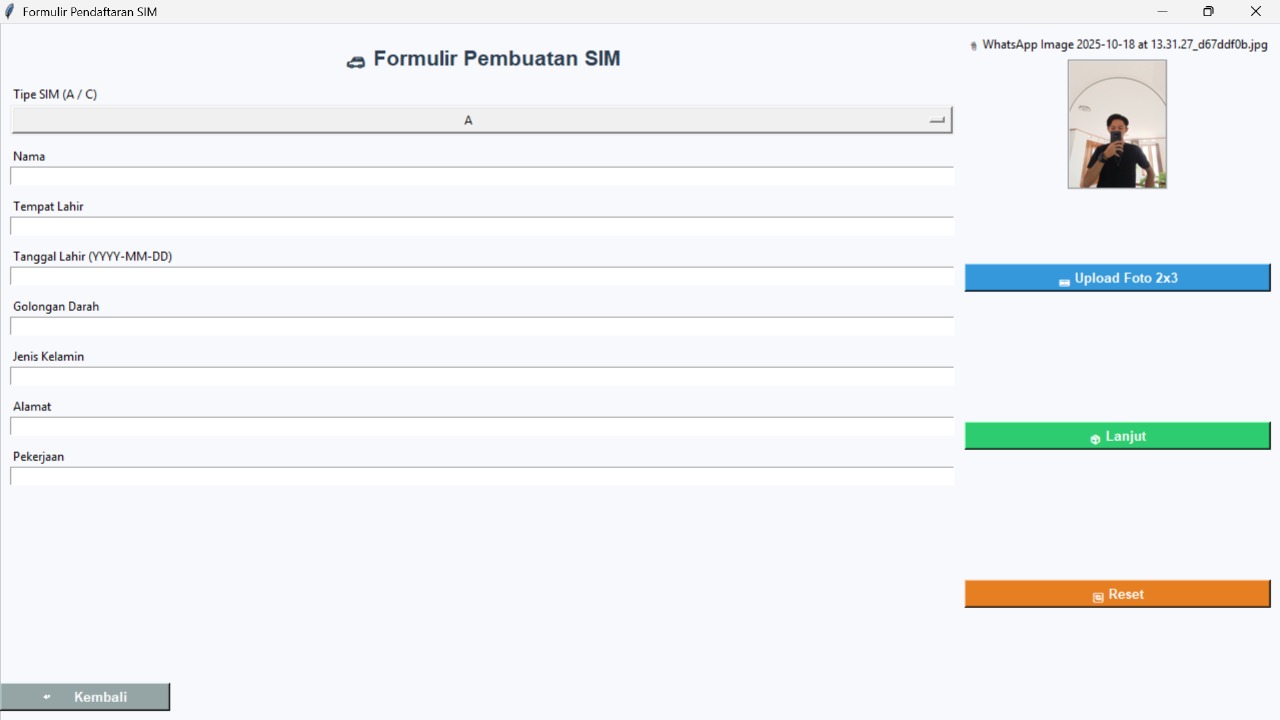 Formulir Pendaftaran SIM
Formulir Pembuatan SIM
Tipe SIM (A / C)
A
Nama
Tempat Lahir
Tanggal Lahir (YYYY-MM-DD)
Golongan Darah
Jenis Kelamin
Alamat
Pekerjaan
WhatsApp Image 2025-10-18 at 13.31.27_d67ddf0b.jpg
Upload Foto 2x3
Lanjut
Reset
Kembali